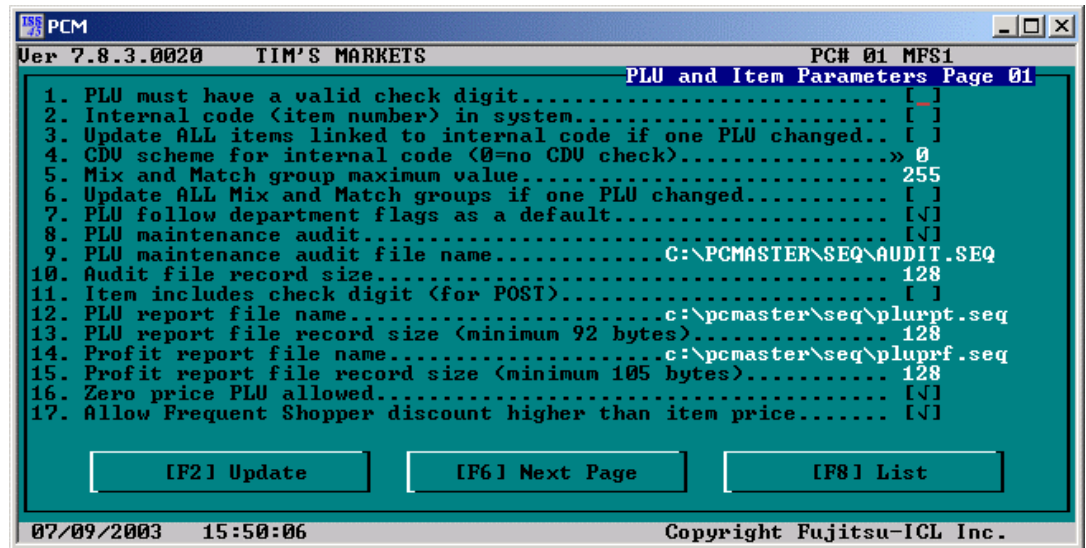 ISS 45 PCM
Ver 7.8.3.0020 TIM'S MARKETS PC# 01 MFS1
PLU and Item Parameters Page 01
1. PLU must have a valid check digit............................ [_]
2. Internal code (item number) in system........................ [ ]
3. Update ALL items linked to internal code if one PLU changed.. [ ]
4. CDV scheme for internal code (0=no CDV check)................» 0
5. Mix and Match group maximum value............................ 255
6. Update ALL Mix and Match groups if one PLU changed........... [ ]
7. PLU follow department flags as a default..................... [√]
8. PLU maintenance audit........................................ [√]
9. PLU maintenance audit file name............C:\PCMASTER\SEQ\AUDIT.SEQ
10. Audit file record size....................................... 128
11. Item includes check digit (for POST)......................... [ ]
12. PLU report file name.......................c:\pcmaster\seq\plurpt.seq
13. PLU report file record size (minimum 92 bytes)............... 128
14. Profit report file name....................c:\pcmaster\seq\pluprf.seq
15. Profit report file record size (minimum 105 bytes)........... 128
16. Zero price PLU allowed....................................... [√]
17. Allow Frequent Shopper discount higher than item price....... [√]
[F2] Update [F6] Next Page [F8] List
07/09/2003 15:50:06 Copyright Fujitsu-ICL Inc.